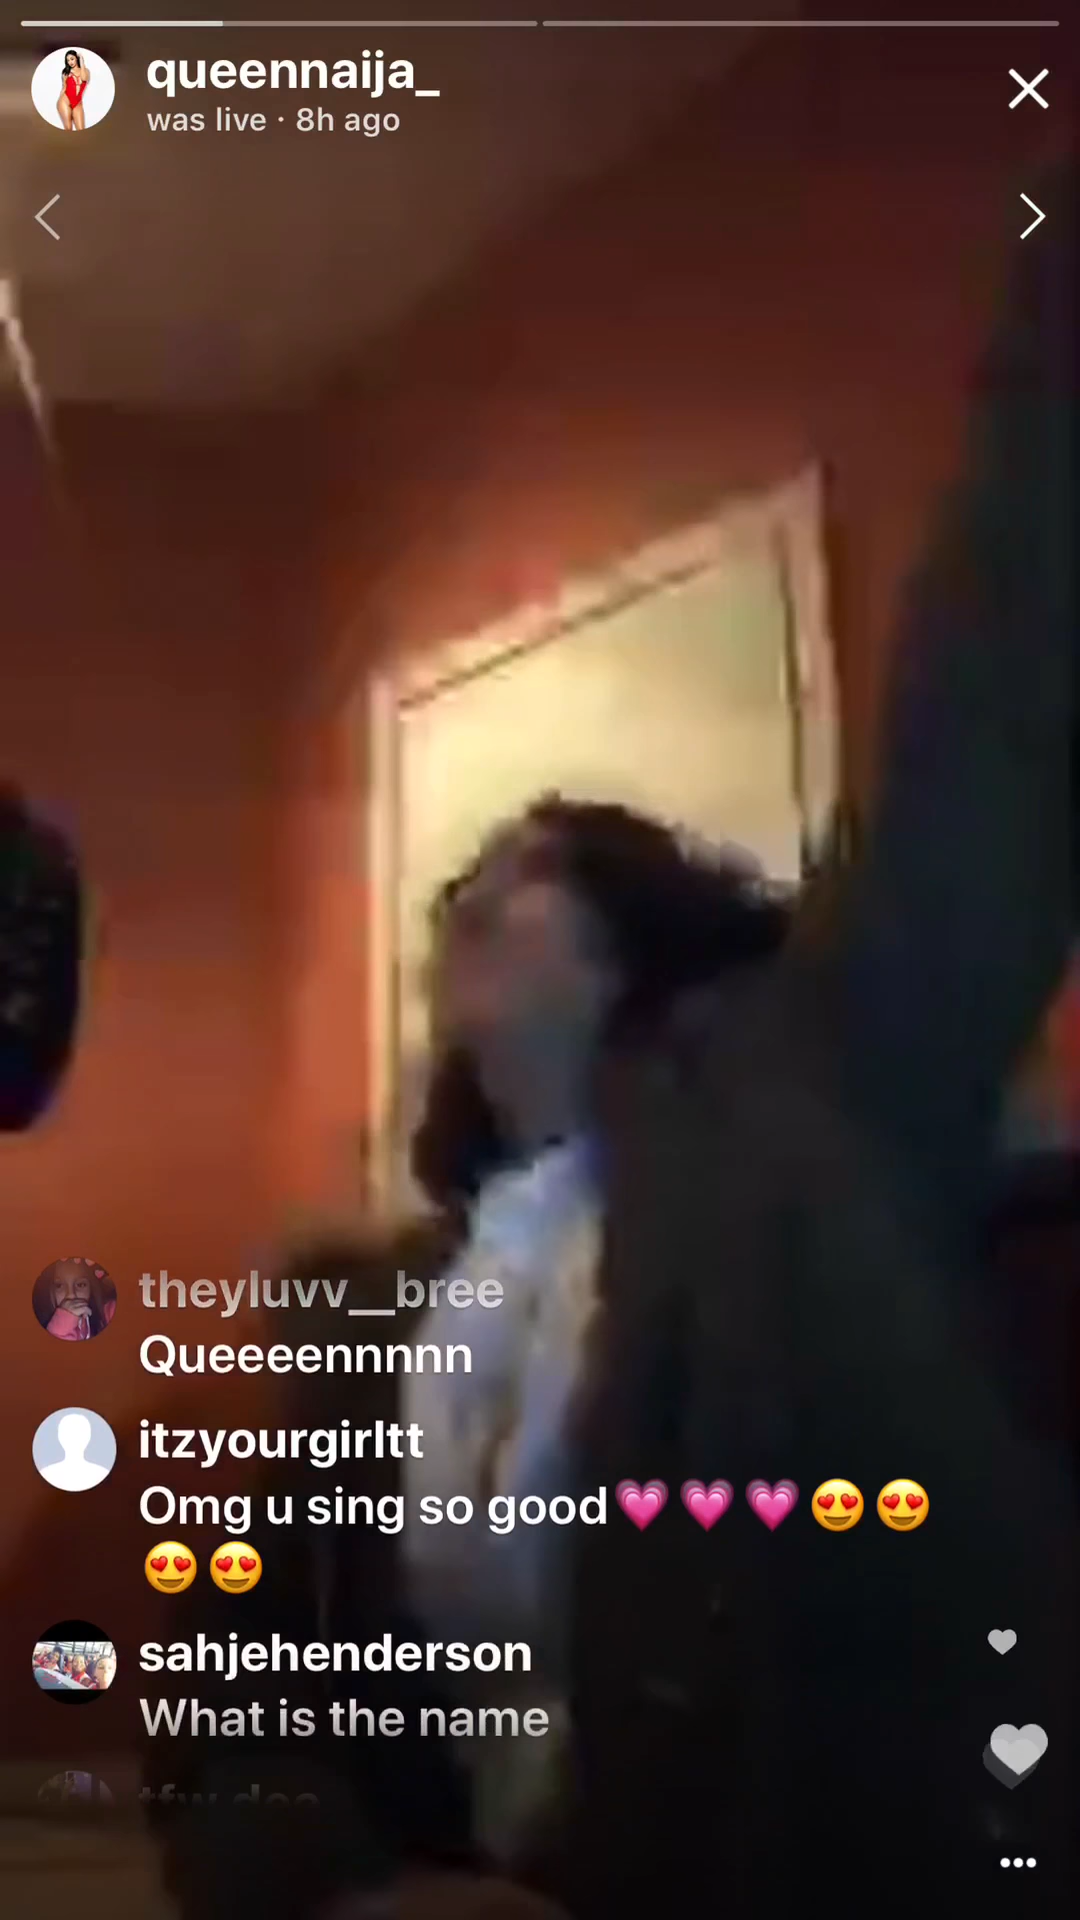 queennaija_
was live · 8h ago
theyluvv__bree
Queeeennnnn
itzyourgirltt
Omg u sing so good💗💗💗😍😍
😍😍
sahjehenderson
What is the name